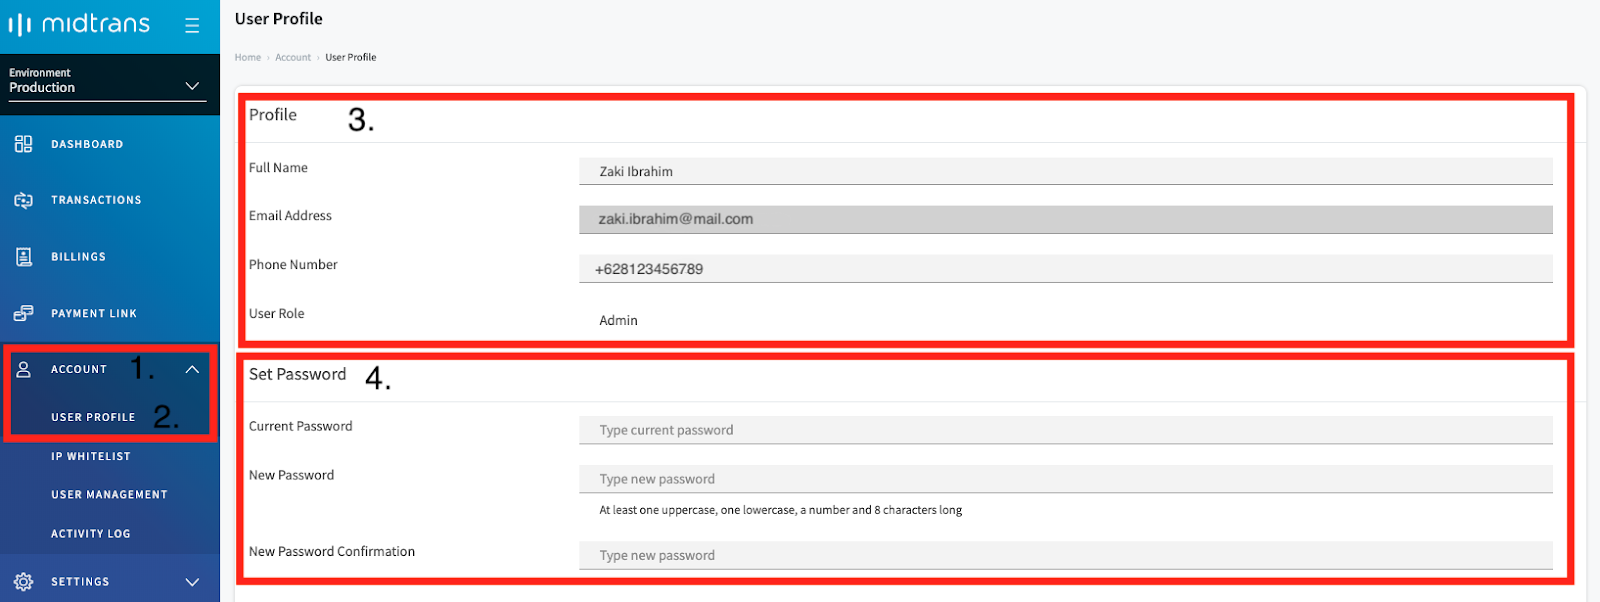 midtrans
Environment
Production
DASHBOARD
TRANSACTIONS
BILLINGS
PAYMENT LINK
ACCOUNT 1.
USER PROFILE 2.
IP WHITELIST
USER MANAGEMENT
ACTIVITY LOG
SETTINGS
User Profile
Home › Account › User Profile
Profile 3.
Full Name Zaki Ibrahim
Email Address zaki.ibrahim@mail.com
Phone Number +628123456789
User Role Admin
Set Password 4.
Current Password Type current password
New Password Type new password
At least one uppercase, one lowercase, a number and 8 characters long
New Password Confirmation Type new password